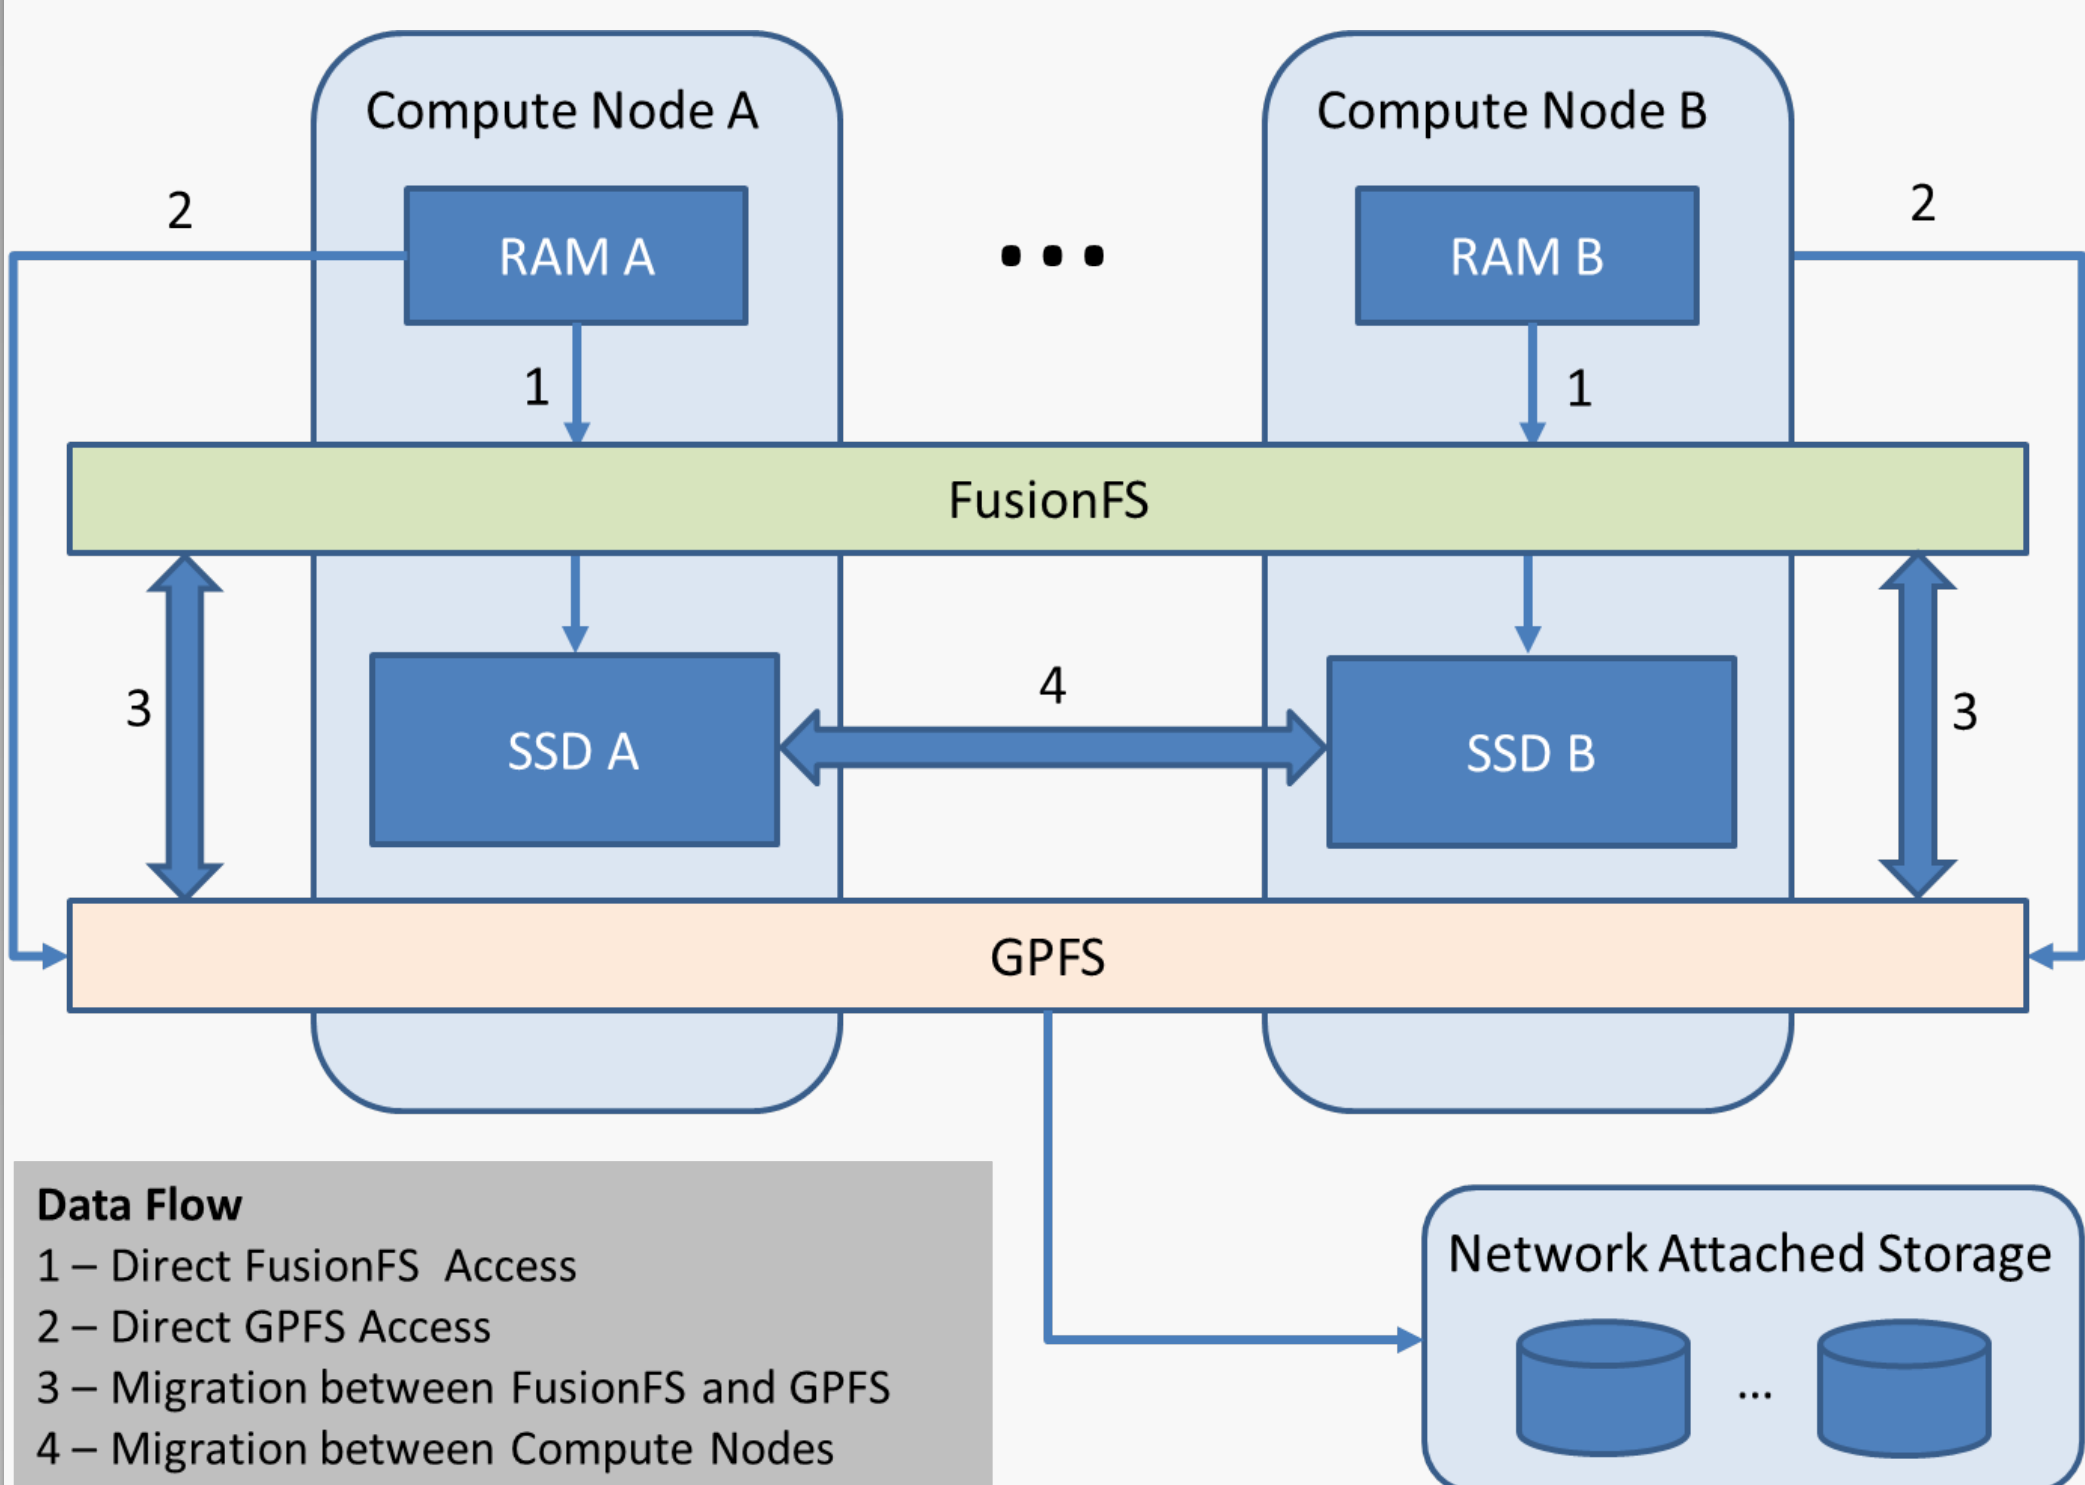 Compute Node A
Compute Node B
2
RAM A
...
RAM B
2
1
1
FusionFS
3
SSD A
4
SSD B
3
GPFS
Data Flow
1 – Direct FusionFS Access
2 – Direct GPFS Access
3 – Migration between FusionFS and GPFS
4 – Migration between Compute Nodes
Network Attached Storage
...